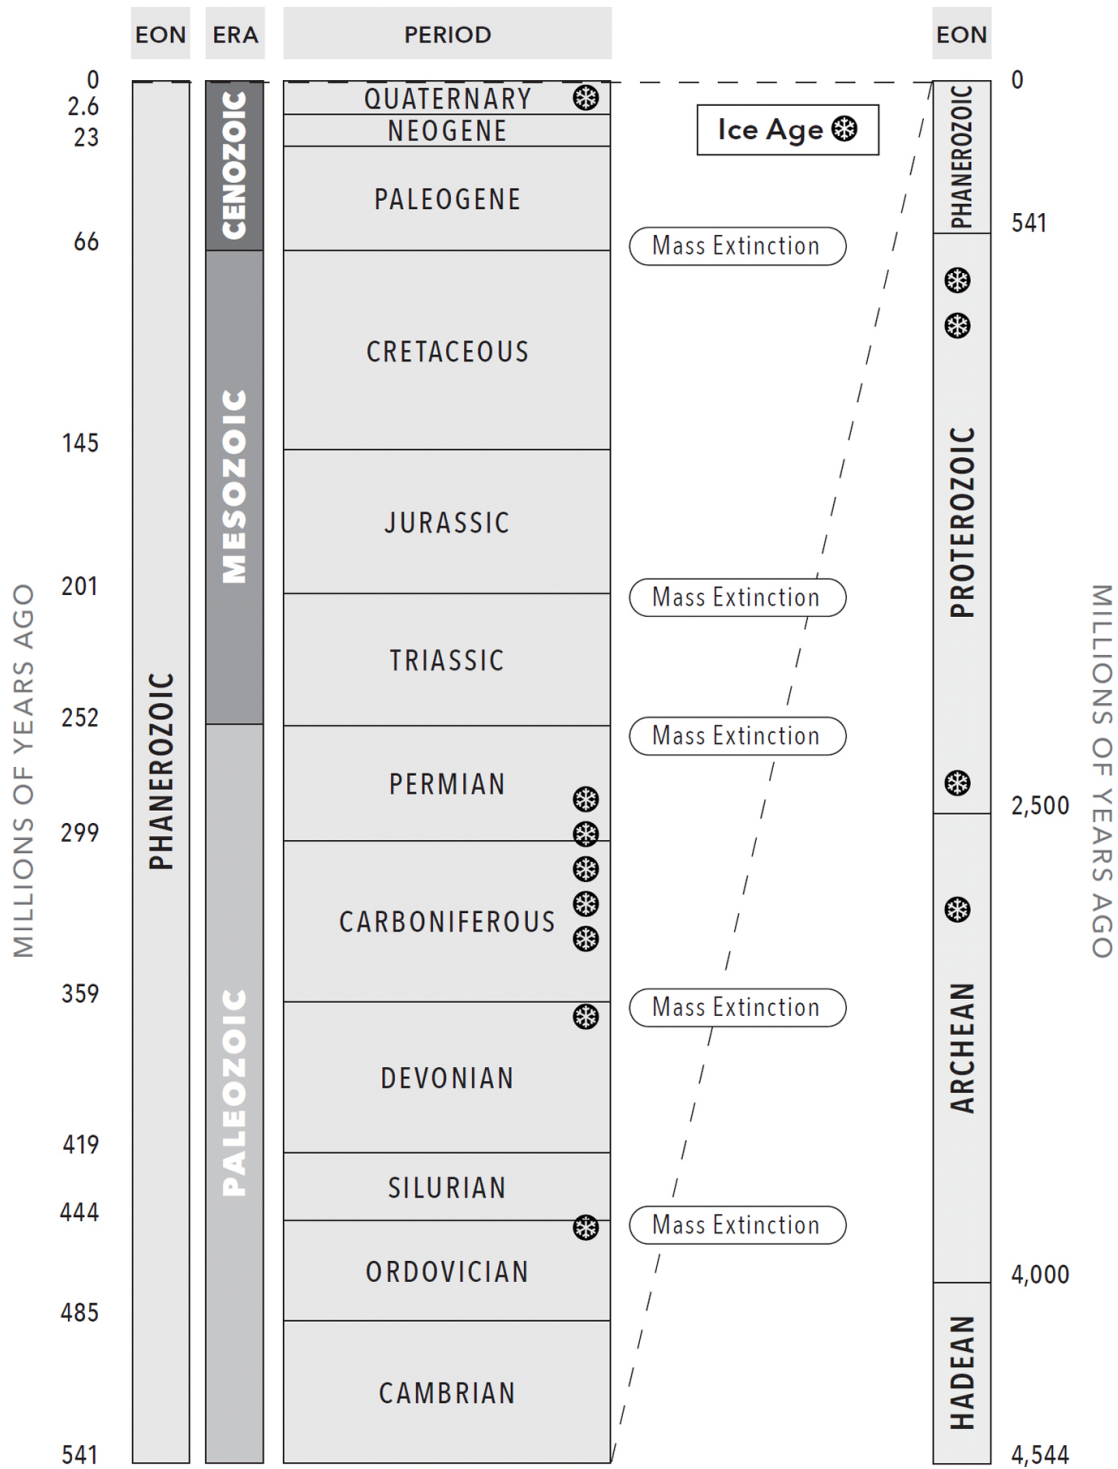 EON
ERA
PERIOD
EON
0
2.6
23
66
145
201
252
299
359
419
444
485
541
MILLIONS OF YEARS AGO
PHANEROZOIC
CENOZOIC
MESOZOIC
PALEOZOIC
QUATERNARY
NEOGENE
PALEOGENE
CRETACEOUS
JURASSIC
TRIASSIC
PERMIAN
CARBONIFEROUS
DEVONIAN
SILURIAN
ORDOVICIAN
CAMBRIAN
Ice Age
Mass Extinction
Mass Extinction
Mass Extinction
Mass Extinction
Mass Extinction
PHANEROZOIC
PROTEROZOIC
ARCHEAN
HADEAN
0
541
2,500
4,000
4,544
MILLIONS OF YEARS AGO